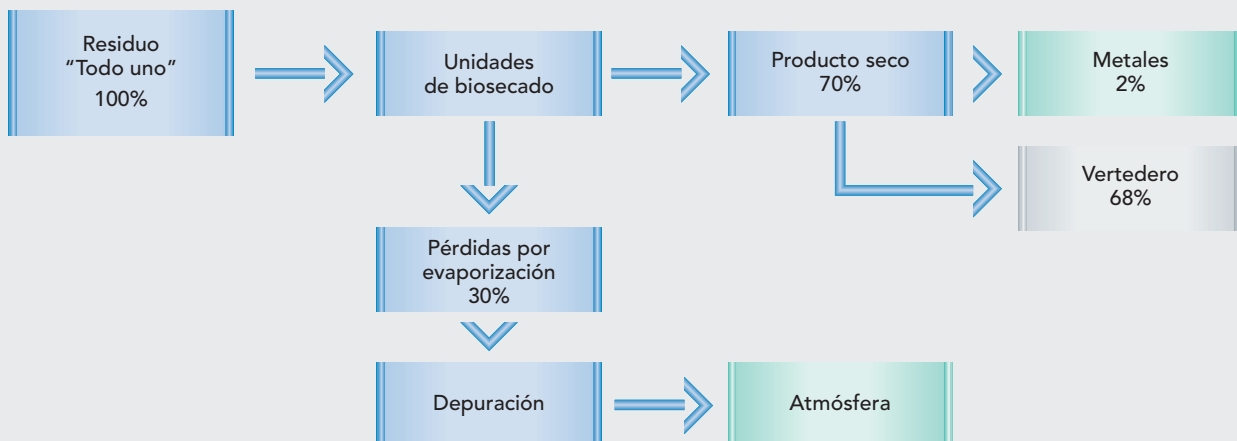 Residuo
“Todo uno”
100%
Unidades
de biosecado
Producto seco
70%
Metales
2%
Vertedero
68%
Pérdidas por
evaporización
30%
Depuración
Atmósfera